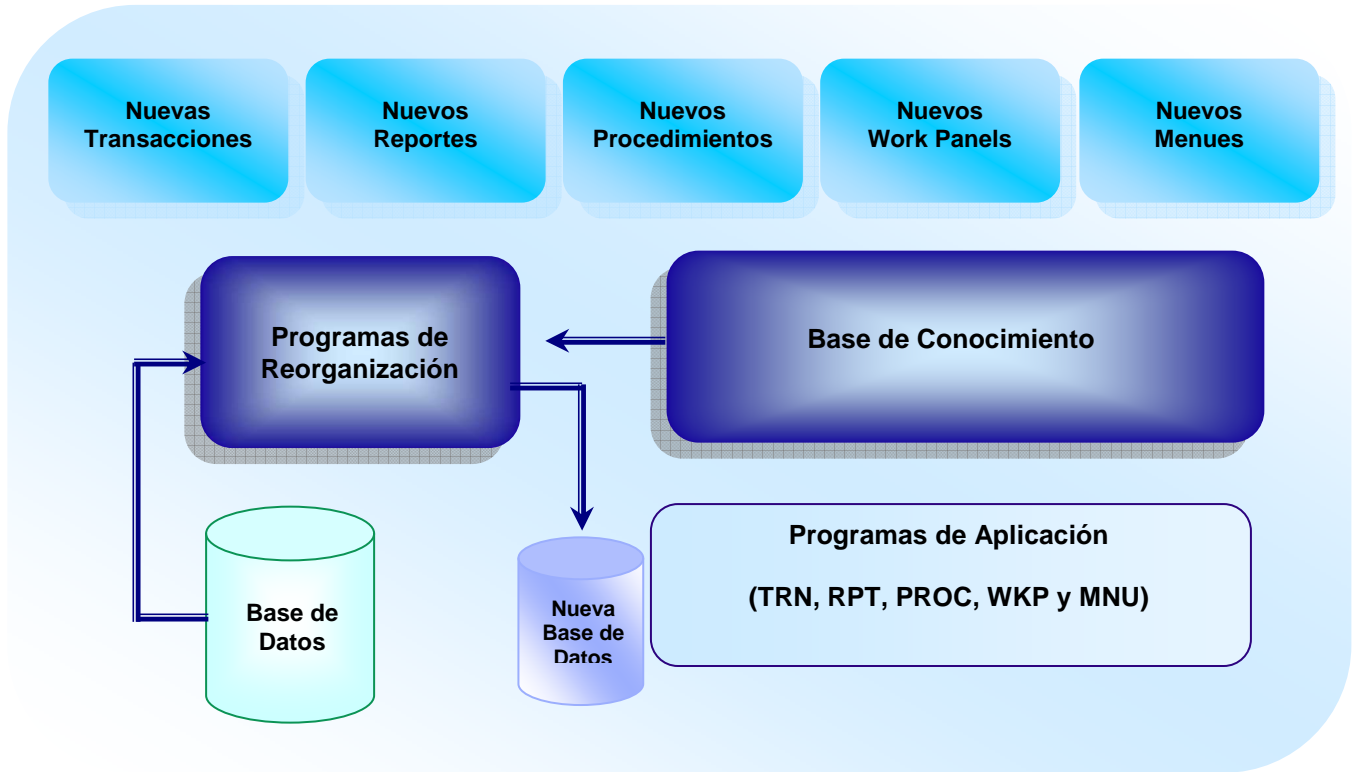 Nuevas
Transacciones
Nuevos
Reportes
Nuevos
Procedimientos
Nuevos
Work Panels
Nuevos
Menues
Programas de
Reorganización
Base de Conocimiento
Base de
Datos
Nueva
Base de
Datos
Programas de Aplicación
(TRN, RPT, PROC, WKP y MNU)